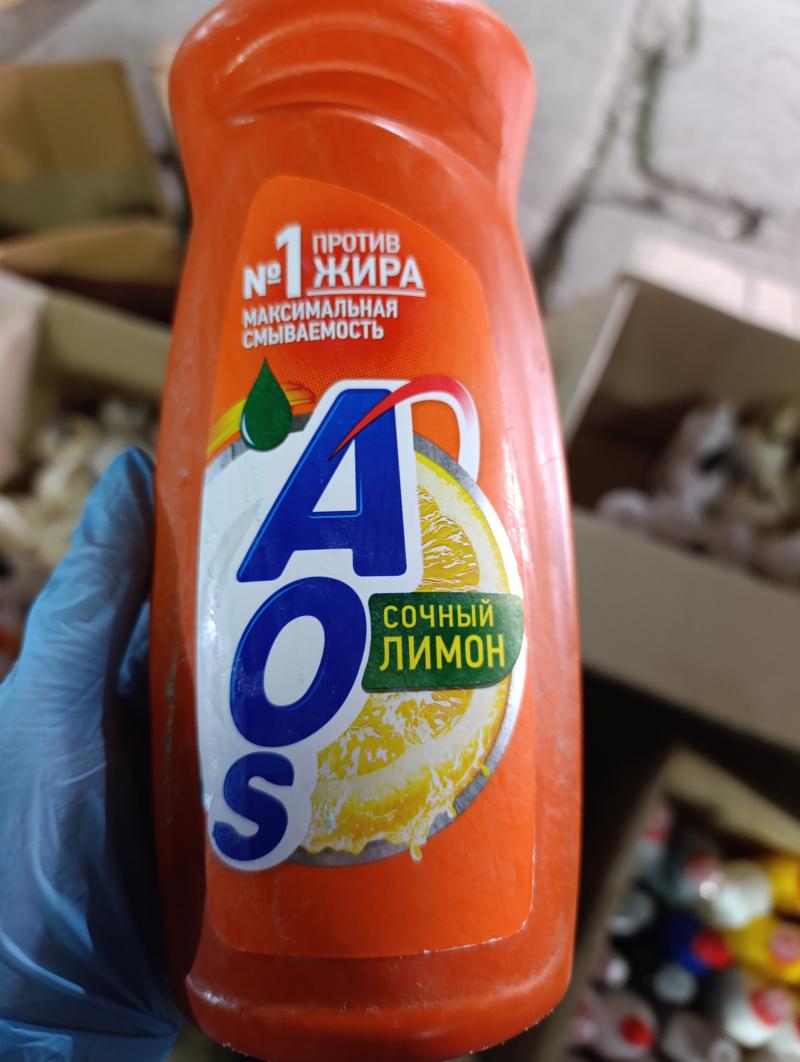 №1 ПРОТИВ
ЖИРА
МАКСИМАЛЬНАЯ
СМЫВАЕМОСТЬ
AOS
СОЧНЫЙ
ЛИМОН